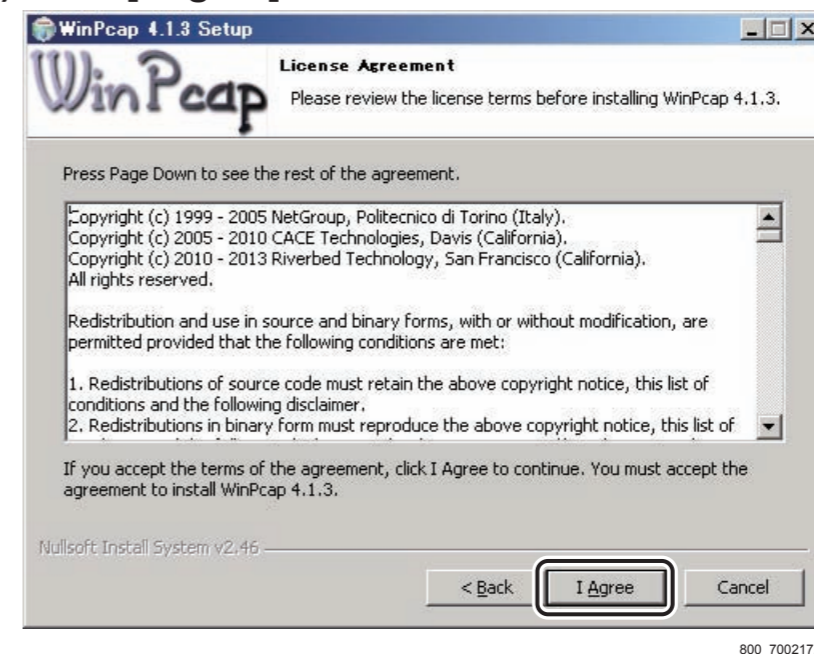 WinPcap 4.1.3 Setup
WinPcap
License Agreement
Please review the license terms before installing WinPcap 4.1.3.
Press Page Down to see the rest of the agreement.
Copyright (c) 1999 - 2005 NetGroup, Politecnico di Torino (Italy).
Copyright (c) 2005 - 2010 CACE Technologies, Davis (California).
Copyright (c) 2010 - 2013 Riverbed Technology, San Francisco (California).
All rights reserved.
Redistribution and use in source and binary forms, with or without modification, are
permitted provided that the following conditions are met:
1. Redistributions of source code must retain the above copyright notice, this list of
conditions and the following disclaimer.
2. Redistributions in binary form must reproduce the above copyright notice, this list of
If you accept the terms of the agreement, click I Agree to continue. You must accept the
agreement to install WinPcap 4.1.3.
Nullsoft Install System v2.46
< Back I Agree Cancel
800_700217